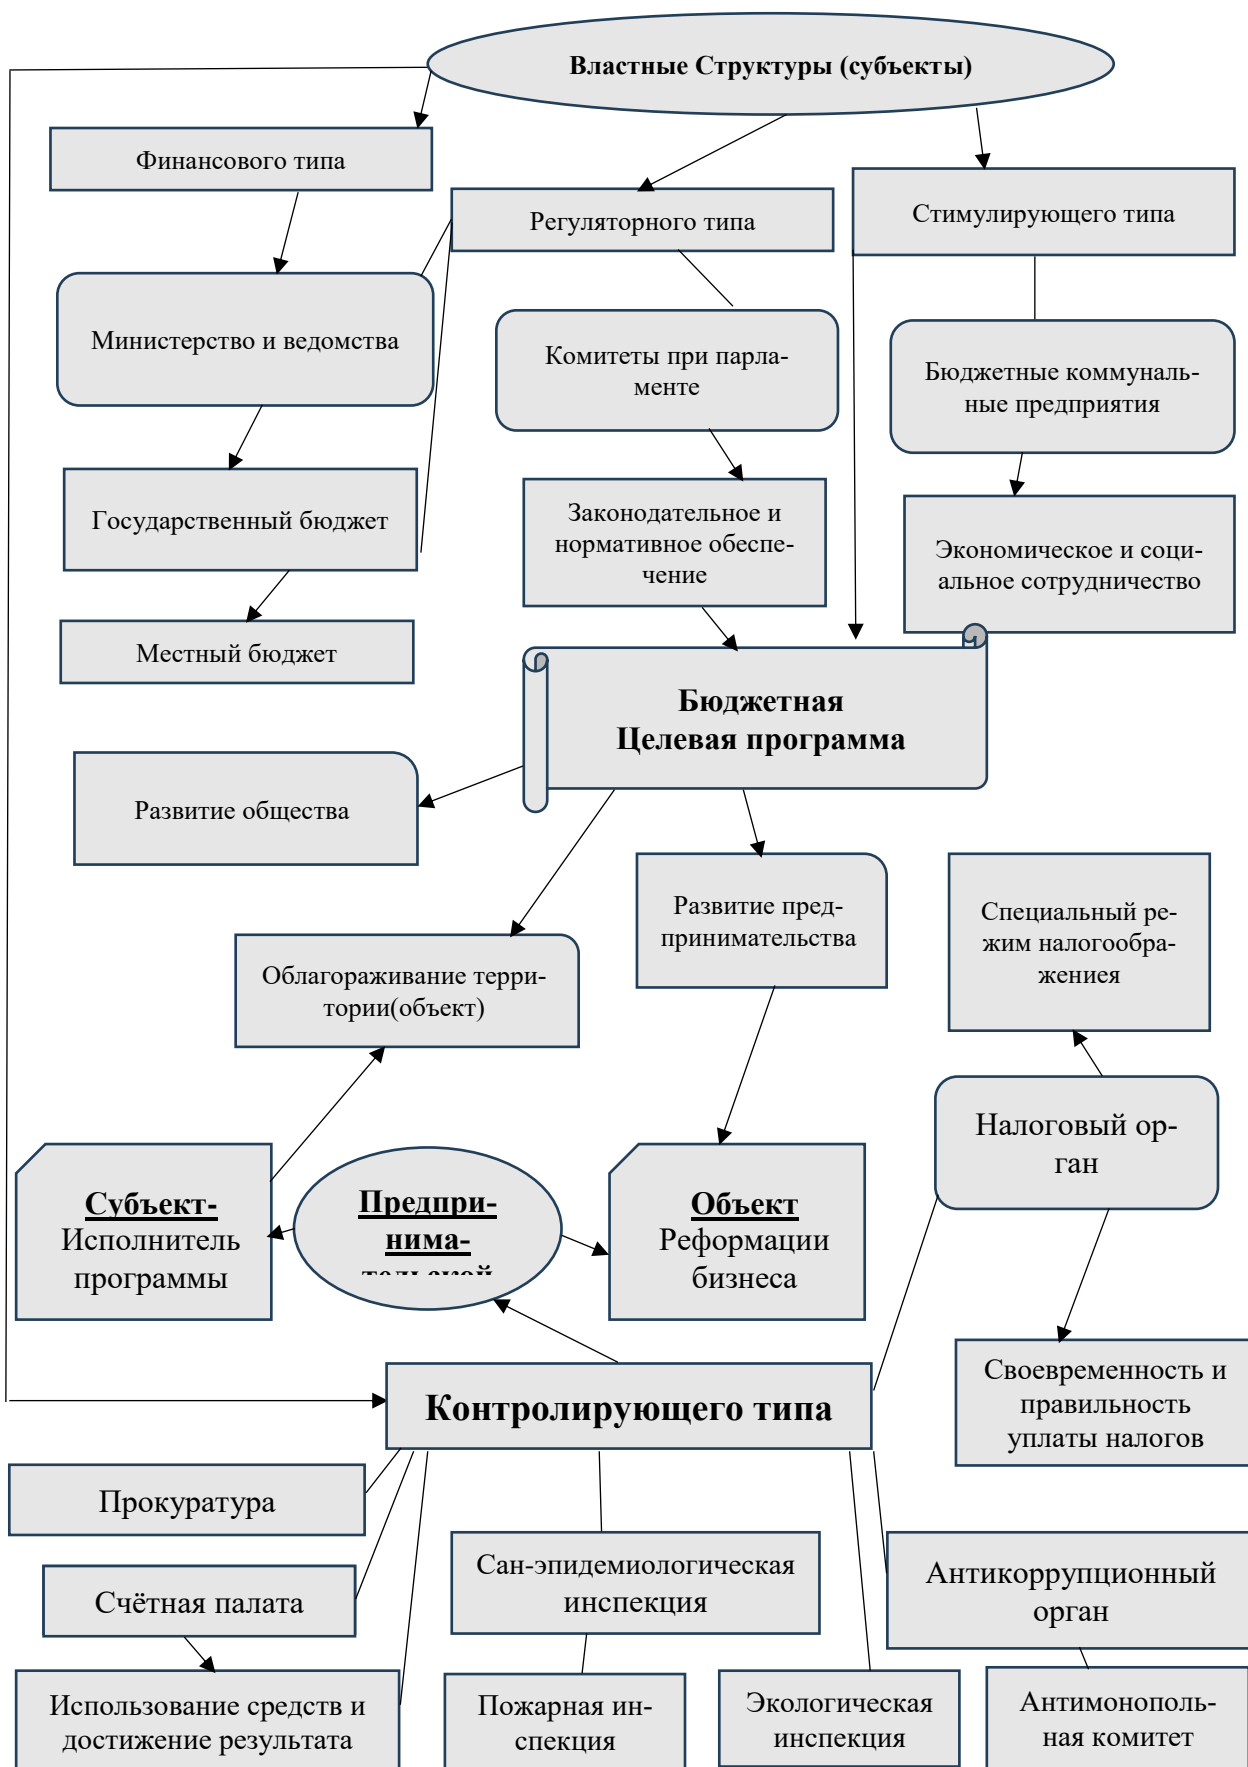 Властные Структуры (субъекты)
Финансового типа
Регуляторного типа
Стимулирующего типа
Министерство и ведомства
Комитеты при парла-
менте
Бюджетные коммуналь-
ные предприятия
Государственный бюджет
Законодательное и
нормативное обеспе-
чение
Экономическое и соци-
альное сотрудничество
Местный бюджет
Бюджетная
Целевая программа
Развитие общества
Развитие пред-
принимательства
Специальный ре-
жим налогообра-
жениея
Облагораживание терри-
тории(объект)
Налоговый ор-
ган
Субъект-
Исполнитель
программы
Предпри-
нима-
тельской
Объект
Реформации
бизнеса
Своевременность и
правильность
уплаты налогов
Контролирующего типа
Прокуратура
Счётная палата
Сан-эпидемиологическая
инспекция
Антикоррупционный
орган
Использование средств и
достижение результата
Пожарная ин-
спекция
Экологическая
инспекция
Антимонополь-
ная комитет